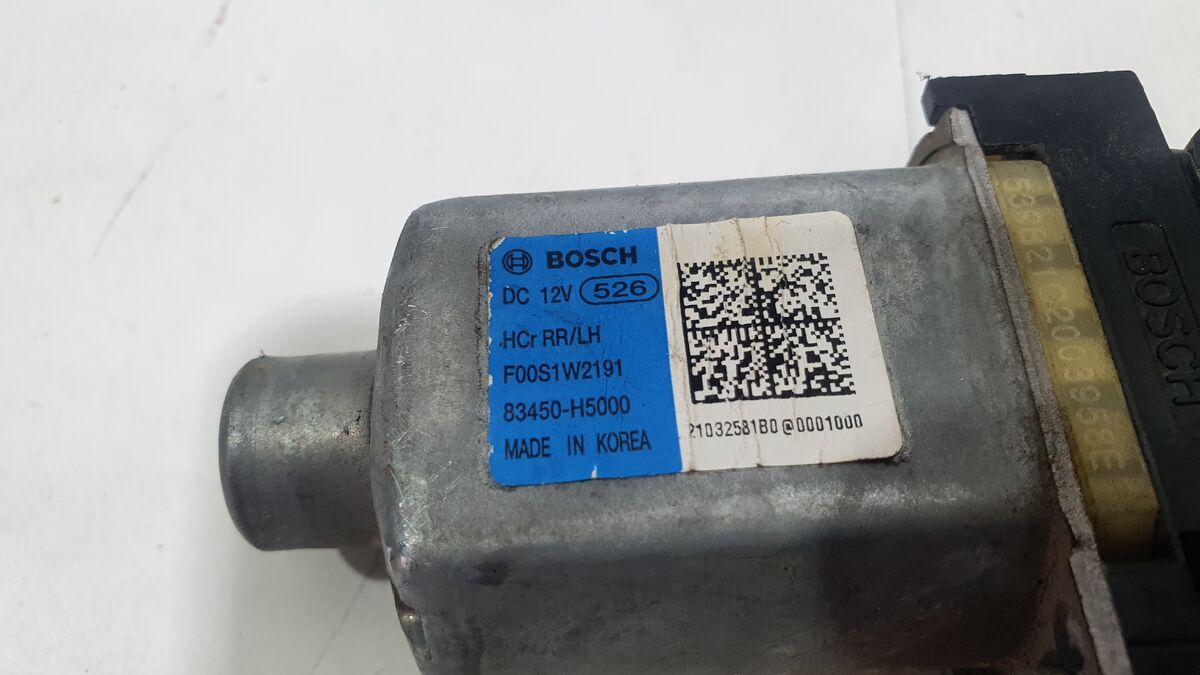 BOSCH
DC 12V 526
HCr RR/LH
F00S1W2191
83450-H5000
MADE IN KOREA
21032581B0@0001000
BOSCH